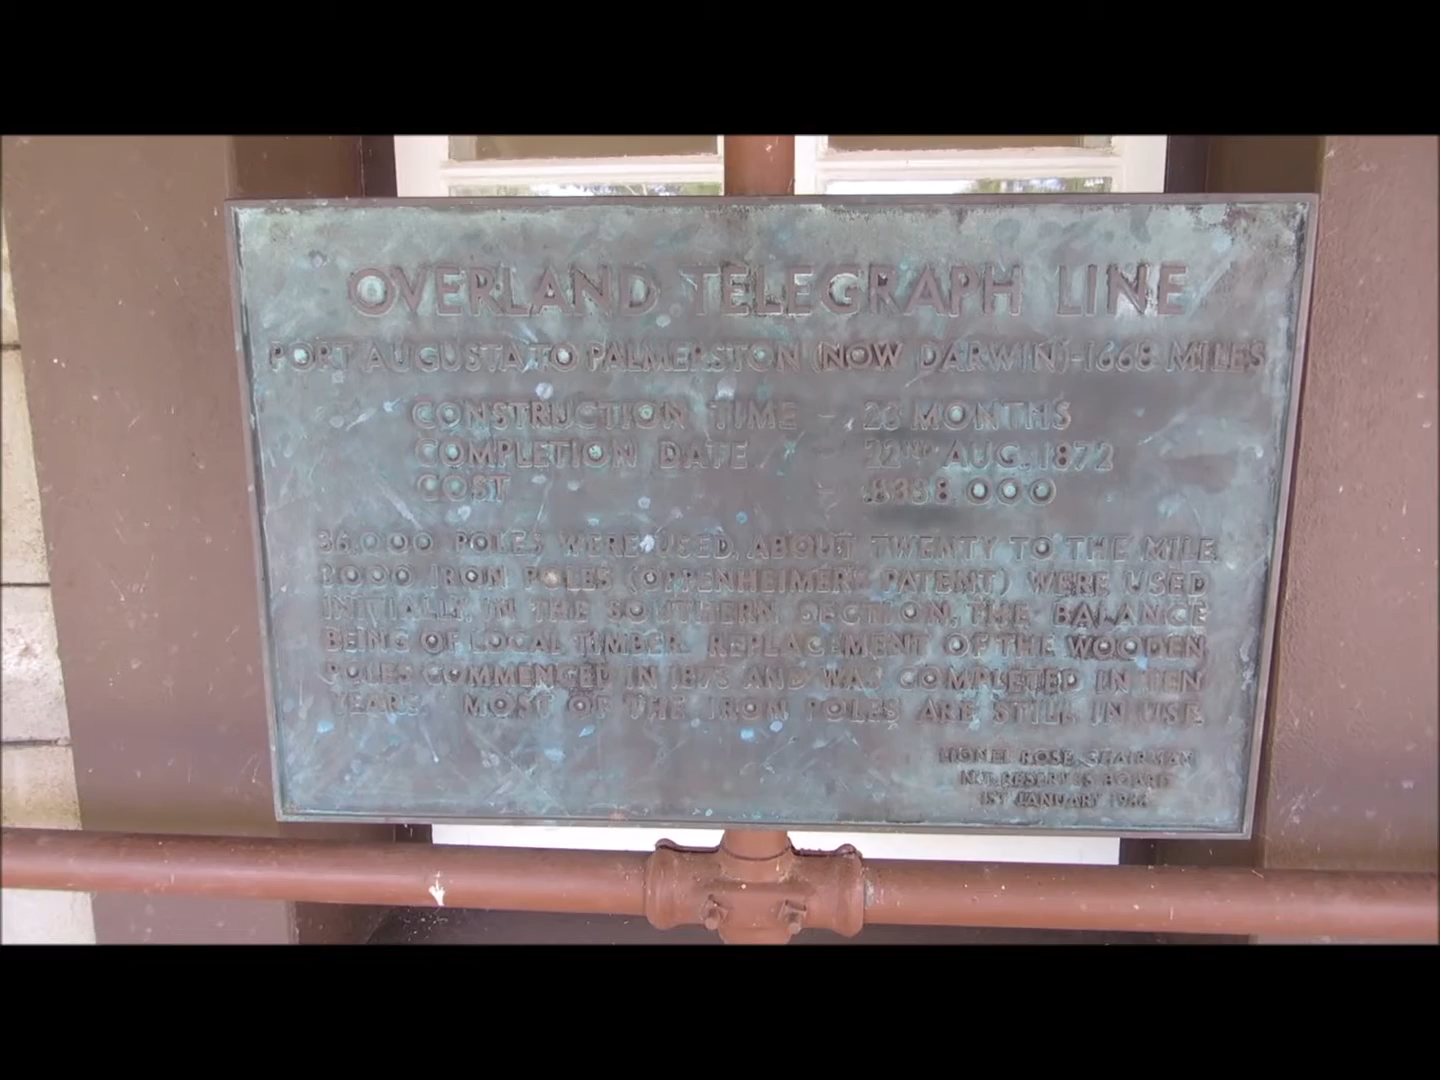 OVERLAND TELEGRAPH LINE
PORT AUGUSTA TO PALMERSTON (NOW DARWIN)-1668 MILES
CONSTRUCTION TIME - 23 MONTHS
COMPLETION DATE 22ND AUG. 1872
COST 000
36,000 POLES WERE USED, ABOUT TWENTY TO THE MILE.
3000 IRON POLES (OPPENHEIMER'S PATENT) WERE USED
INITIALLY, IN THE SOUTHERN SECTION, THE BALANCE
BEING OF LOCAL TIMBER. REPLACEMENT OF THE WOODEN
POLES COMMENCED IN 1873 AND WAS COMPLETED IN TEN
YEARS. MOST OF THE IRON POLES ARE STILL IN USE.
LIONEL ROSE, CHAIRMAN
N.T. RESERVES BOARD
1ST JANUARY 1966